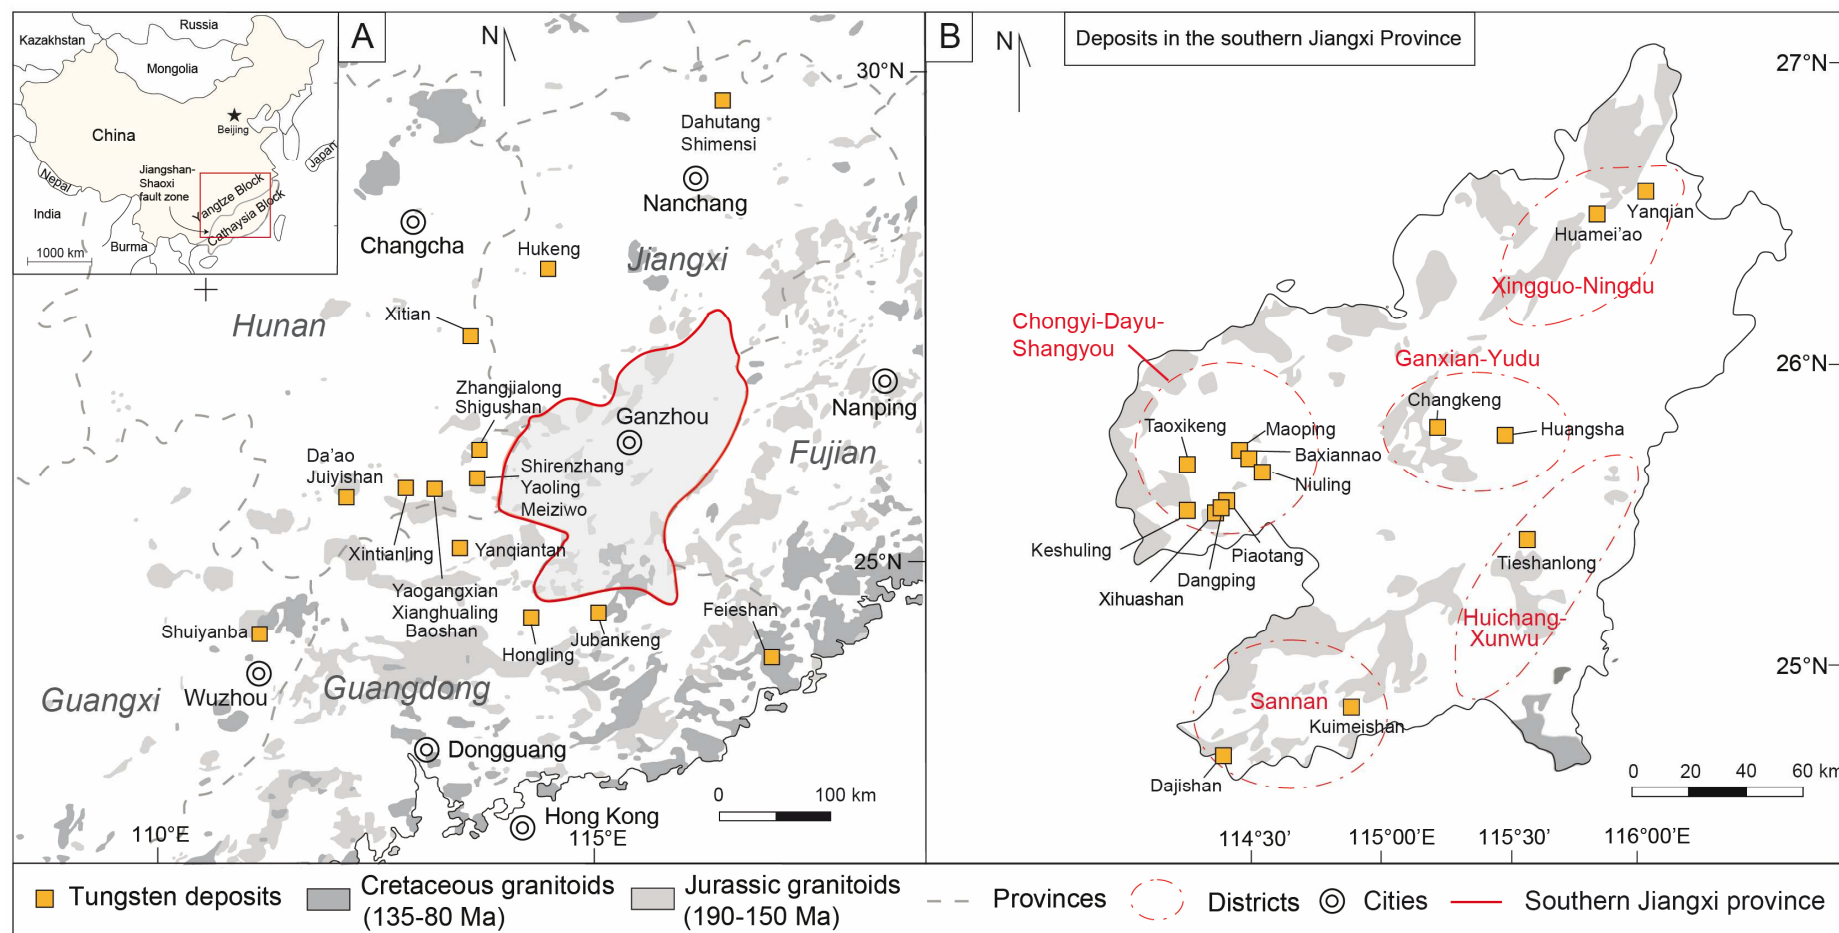 Russia
Kazakhstan
Mongolia
China
Beijing
Japan
Jiangshan-
Shaoxi
fault zone
Yangtze Block
Cathaysia Block
Nepal
India
Burma
1000 km
A
N
30°N
Dahutang
Shimensi
Nanchang
Changcha
Hukeng
Jiangxi
Xitian
Hunan
Zhangjialong
Shigushan
Ganzhou
Nanping
Fujian
Da'ao
Juiyishan
Shirenzhang
Yaoling
Meiziwo
Xintianling
Yanqiantan
25°N
Yaogangxian
Xianghualing
Baoshan
Feieshan
Shuiyanba
Hongling
Jubankeng
Wuzhou
Guangxi
Guangdong
Dongguang
Hong Kong
0 100 km
110°E
115°E
B
N
Deposits in the southern Jiangxi Province
27°N
Yanqian
Huamei'ao
Xingguo-Ningdu
Chongyi-Dayu-
Shangyou
Ganxian-Yudu
26°N
Changkeng
Taoxikeng
Maoping
Huangsha
Baxiannao
Niuling
Keshuling
Piaotang
Dangping
Xihuashan
Tieshanlong
Huichang-
Xunwu
25°N
Sannan
Kuimeishan
Dajishan
0 20 40 60 km
114°30' 115°00'E 115°30' 116°00'E
Tungsten deposits
Cretaceous granitoids
(135-80 Ma)
Jurassic granitoids
(190-150 Ma)
Provinces
Districts
Cities
Southern Jiangxi province